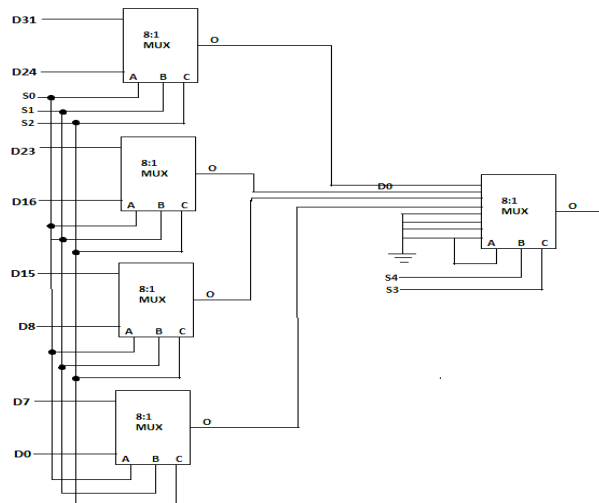 D31
8:1
MUX
O
D24
A B C
S0
S1
S2
D23
8:1
MUX
O
D16
A B C
D0
8:1
MUX
O
A B C
S4
S3
D15
8:1
MUX
O
D8
A B C
D7
8:1
MUX
O
D0
A B C